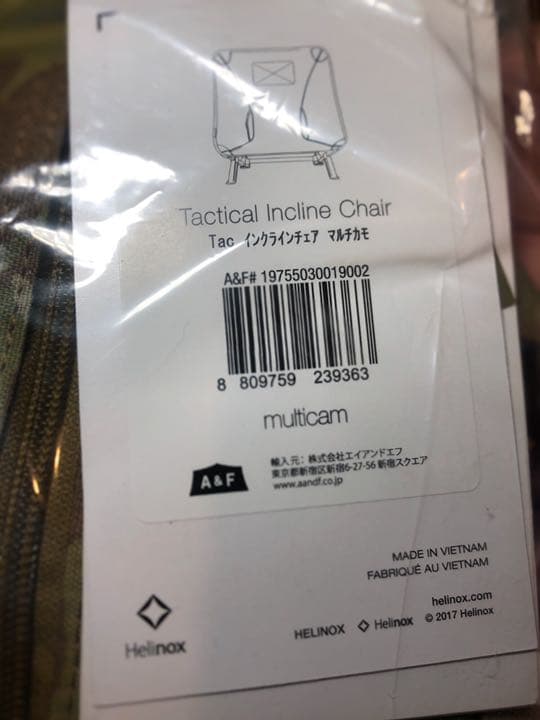 Tactical Incline Chair
Tac インクラインチェア マルチカモ
A&F# 19755030019002
8 809759 239363
multicam
A & F
輸入元：株式会社エイアンドエフ
東京都新宿区新宿6-27-56 新宿スクエア
www.aandf.co.jp
MADE IN VIETNAM
FABRIQUÉ AU VIETNAM
helinox.com
HELINOX Helinox © 2017 Helinox
Helinox